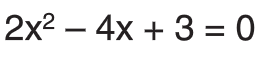 2x² – 4x + 3 = 0